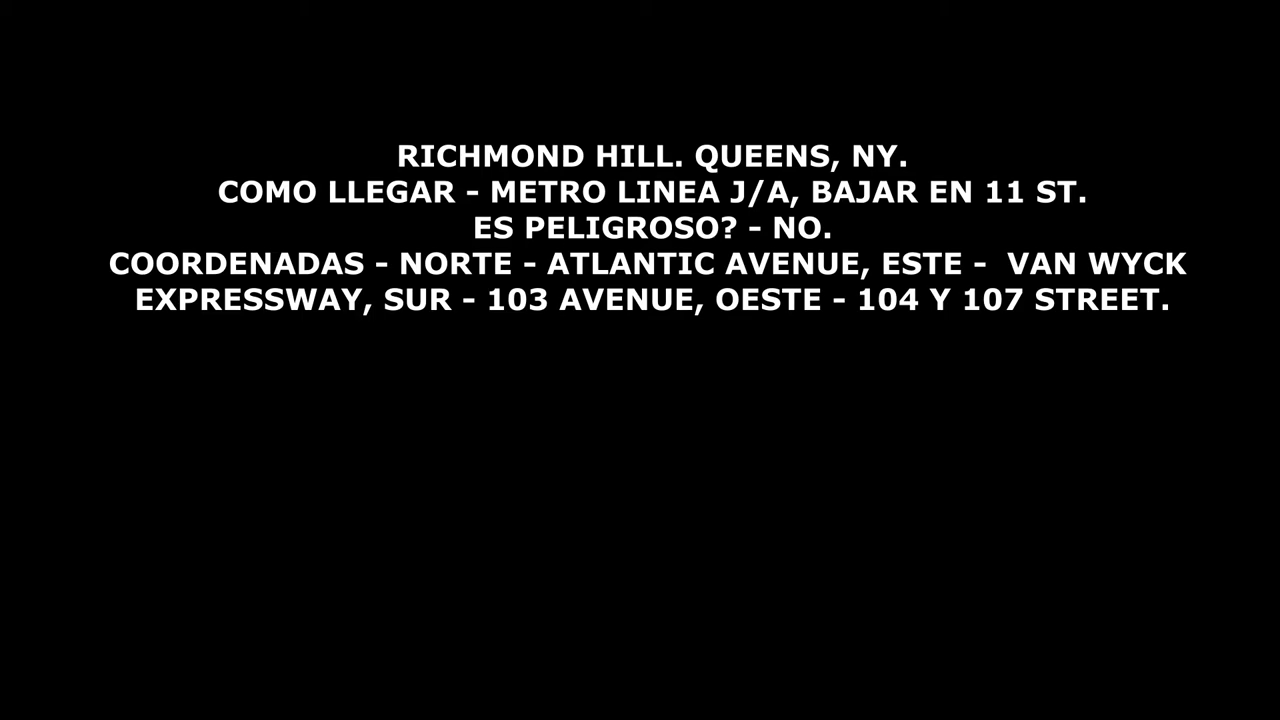 RICHMOND HILL. QUEENS, NY.
COMO LLEGAR - METRO LINEA J/A, BAJAR EN 11 ST.
ES PELIGROSO? - NO.
COORDENADAS - NORTE - ATLANTIC AVENUE, ESTE - VAN WYCK
EXPRESSWAY, SUR - 103 AVENUE, OESTE - 104 Y 107 STREET.